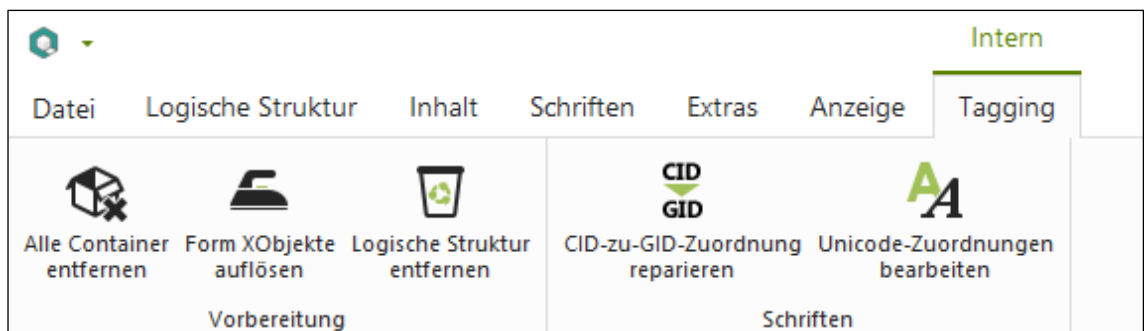 Intern
Datei Logische Struktur Inhalt Schriften Extras Anzeige Tagging
CID
GID
AA
Alle Container Form XObjekte Logische Struktur CID-zu-GID-Zuordnung Unicode-Zuordnungen
entfernen auflösen entfernen reparieren bearbeiten
Vorbereitung Schriften